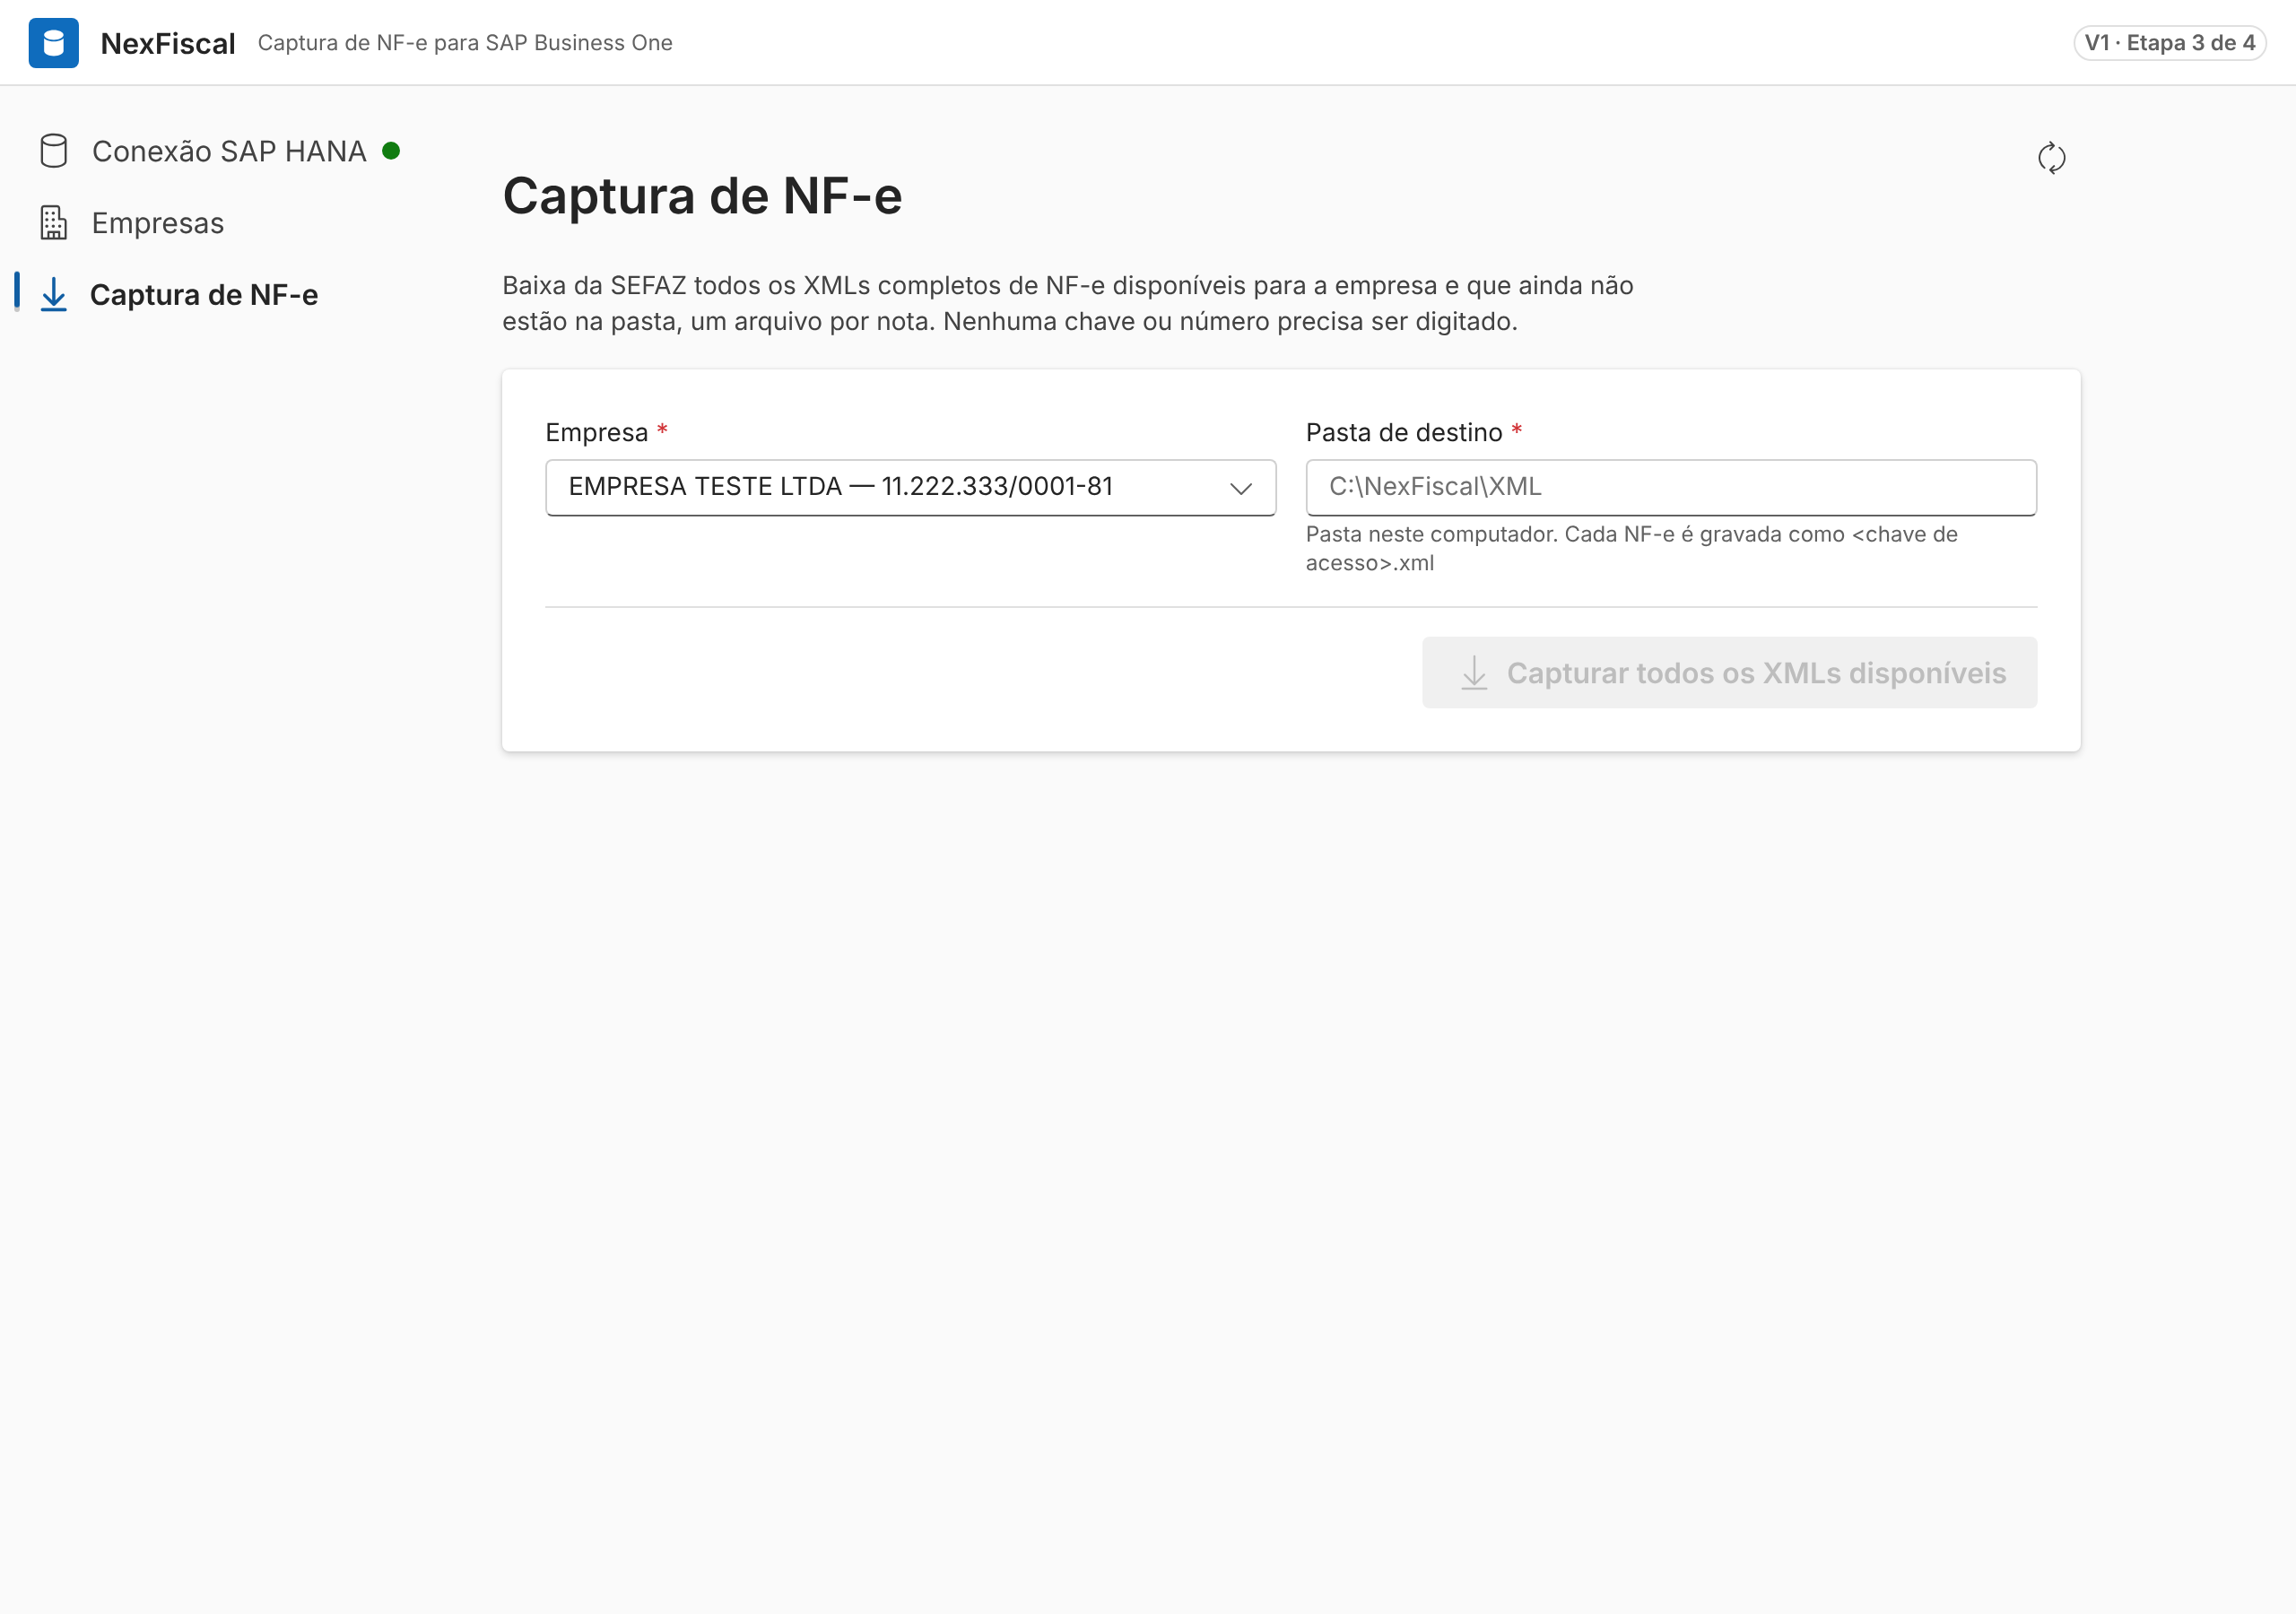 NexFiscal Captura de NF-e para SAP Business One
V1 · Etapa 3 de 4
Conexão SAP HANA
Empresas
Captura de NF-e
Captura de NF-e
Baixa da SEFAZ todos os XMLs completos de NF-e disponíveis para a empresa e que ainda não
estão na pasta, um arquivo por nota. Nenhuma chave ou número precisa ser digitado.
Empresa *
EMPRESA TESTE LTDA — 11.222.333/0001-81
Pasta de destino *
C:\NexFiscal\XML
Pasta neste computador. Cada NF-e é gravada como <chave de
acesso>.xml
Capturar todos os XMLs disponíveis